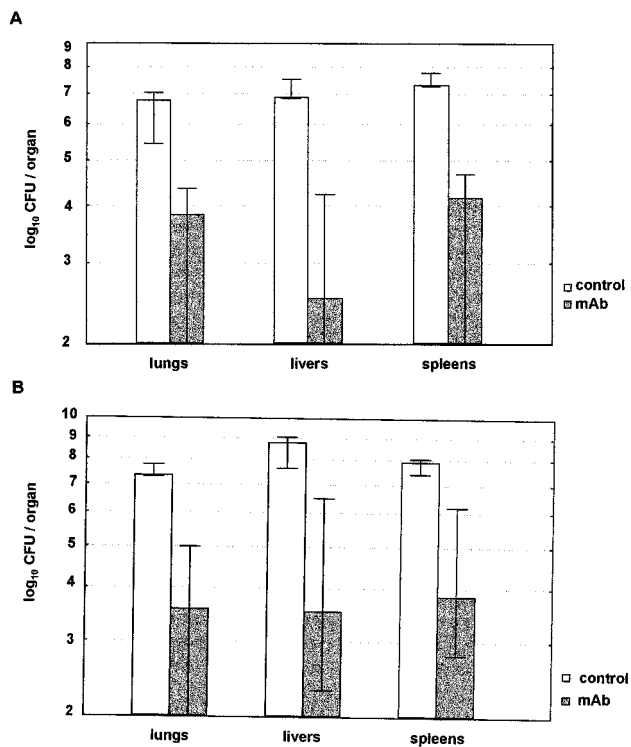 A
9
8
7
6
5
4
3
2
log10 CFU / organ
lungs livers spleens
control
mAb
B
10
9
8
7
6
5
4
3
2
log10 CFU / organ
lungs livers spleens
control
mAb